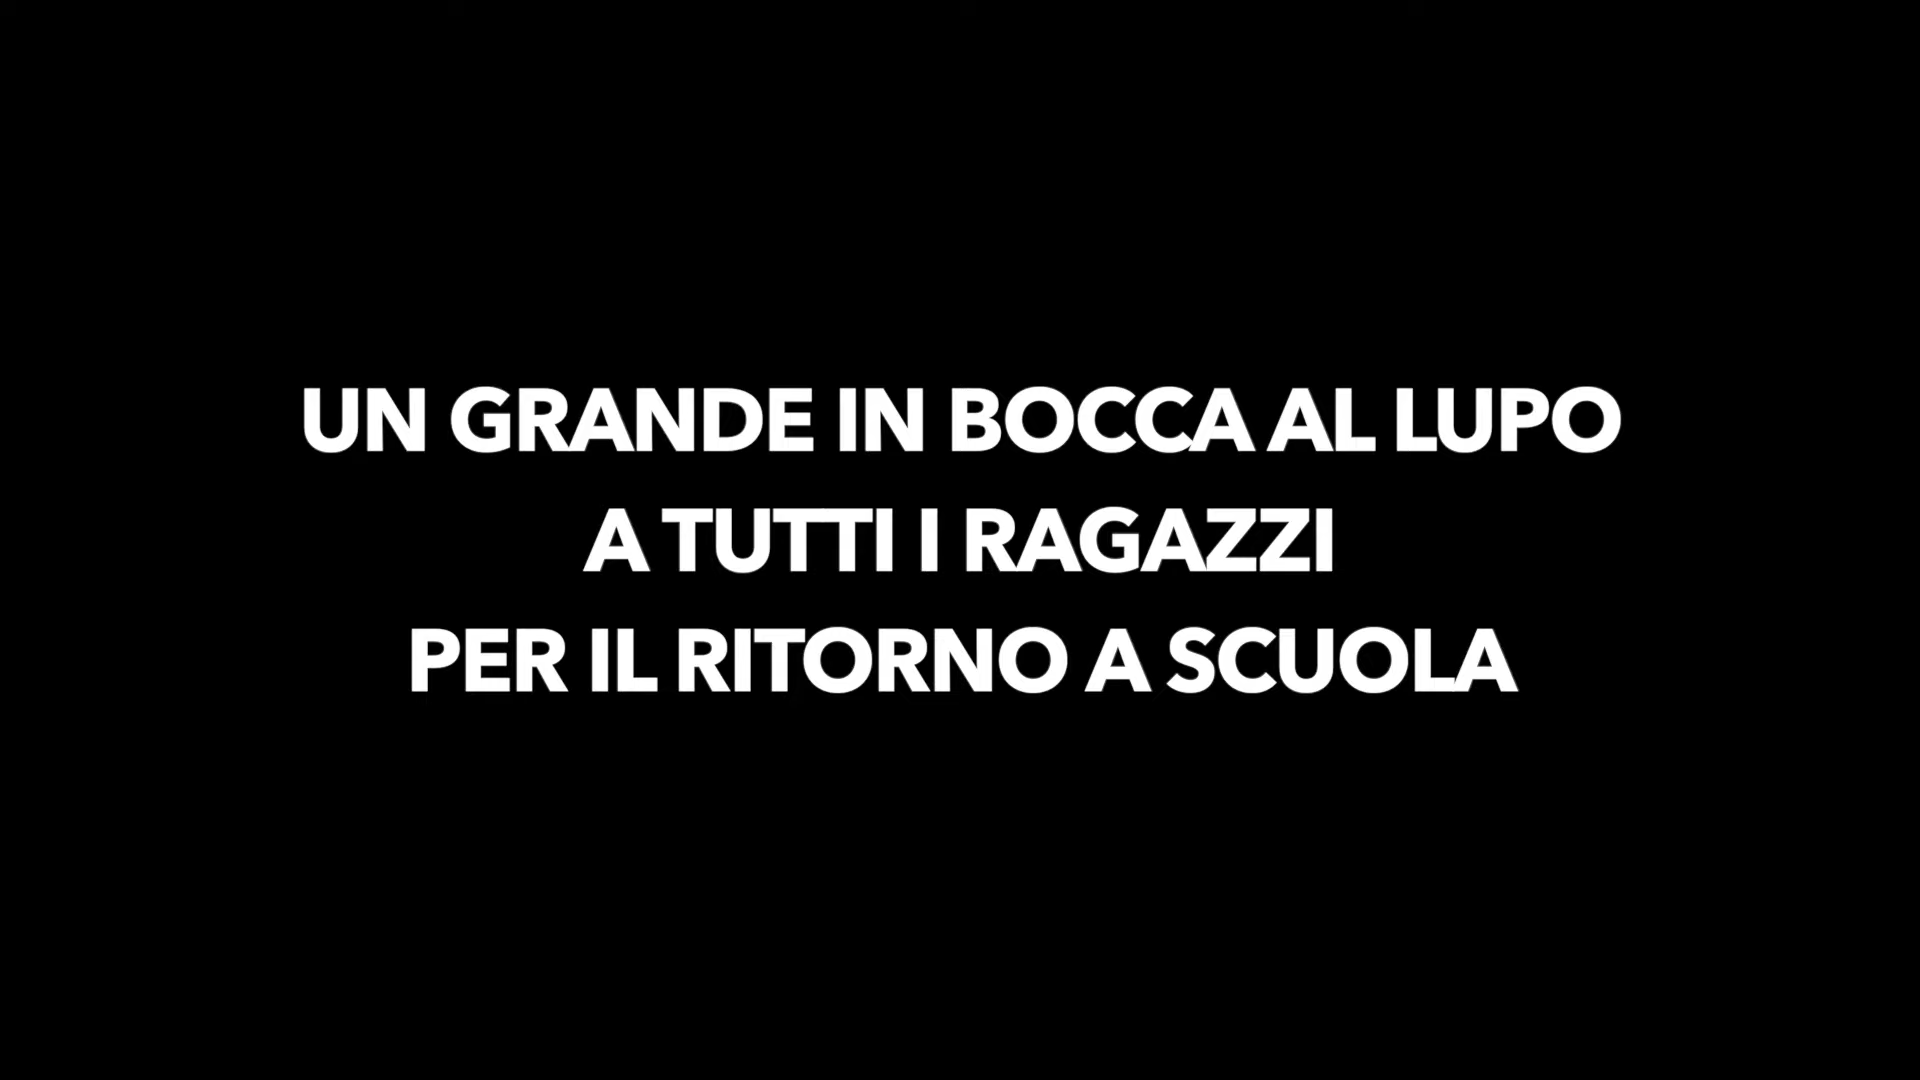 UN GRANDE IN BOCCA AL LUPO
A TUTTI I RAGAZZI
PER IL RITORNO A SCUOLA